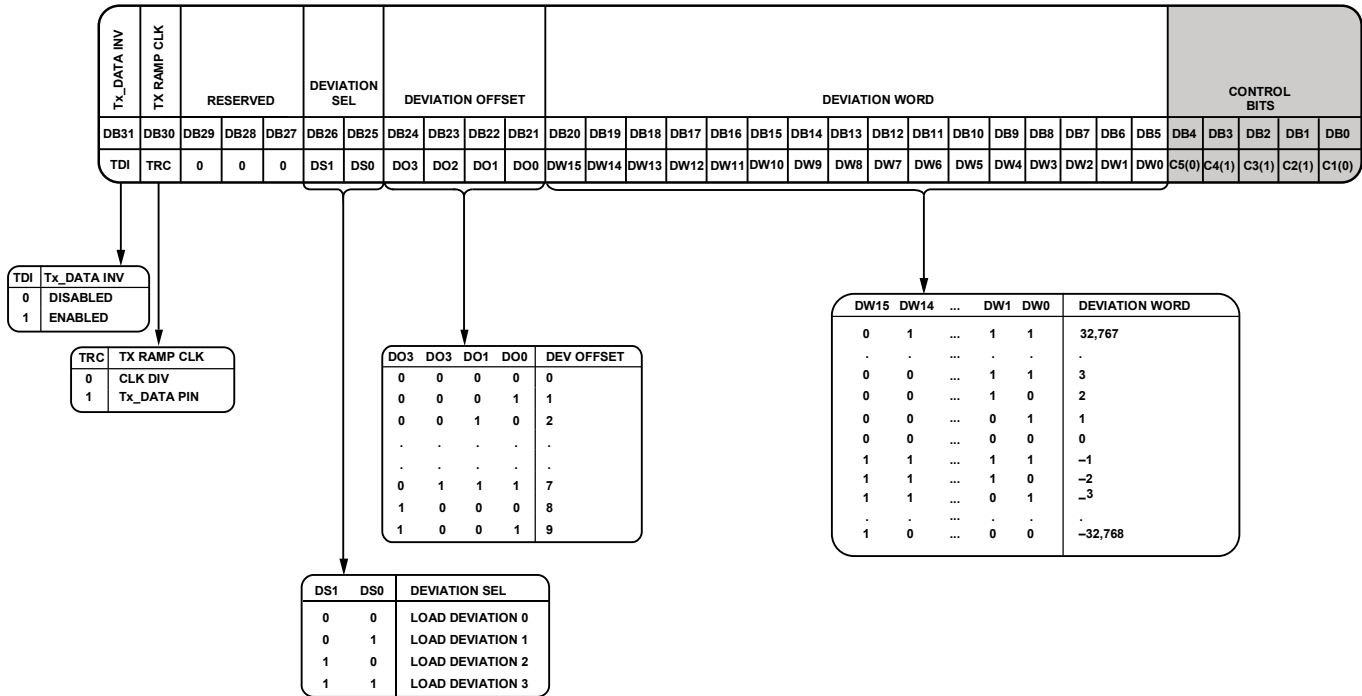 Tx_DATA INV
TX RAMP CLK
RESERVED
DEVIATION
SEL
DEVIATION OFFSET
DEVIATION WORD
CONTROL
BITS
DB31 DB30 DB29 DB28 DB27 DB26 DB25 DB24 DB23 DB22 DB21 DB20 DB19 DB18 DB17 DB16 DB15 DB14 DB13 DB12 DB11 DB10 DB9 DB8 DB7 DB6 DB5 DB4 DB3 DB2 DB1 DB0
TDI TRC 0 0 0 DS1 DS0 DO3 DO2 DO1 DO0 DW15 DW14 DW13 DW12 DW11 DW10 DW9 DW8 DW7 DW6 DW5 DW4 DW3 DW2 DW1 DW0 C5(0) C4(1) C3(1) C2(1) C1(0)
TDI Tx_DATA INV
0 DISABLED
1 ENABLED
TRC TX RAMP CLK
0 CLK DIV
1 Tx_DATA PIN
DO3 DO3 DO1 DO0 DEV OFFSET
0 0 0 0 0
0 0 0 1 1
0 0 1 0 2
. . . . .
. . . . .
0 1 1 1 7
1 0 0 0 8
1 0 0 1 9
DS1 DS0 DEVIATION SEL
0 0 LOAD DEVIATION 0
0 1 LOAD DEVIATION 1
1 0 LOAD DEVIATION 2
1 1 LOAD DEVIATION 3
DW15 DW14 ... DW1 DW0 DEVIATION WORD
0 1 ... 1 1 32,767
. . ... . . .
0 0 ... 1 1 3
0 0 ... 1 0 2
0 0 ... 0 1 1
0 0 ... 0 0 0
1 1 ... 1 1 –1
1 1 ... 1 0 –2
1 1 ... 0 1 –3
. . ... . . .
1 0 ... 0 0 –32,768